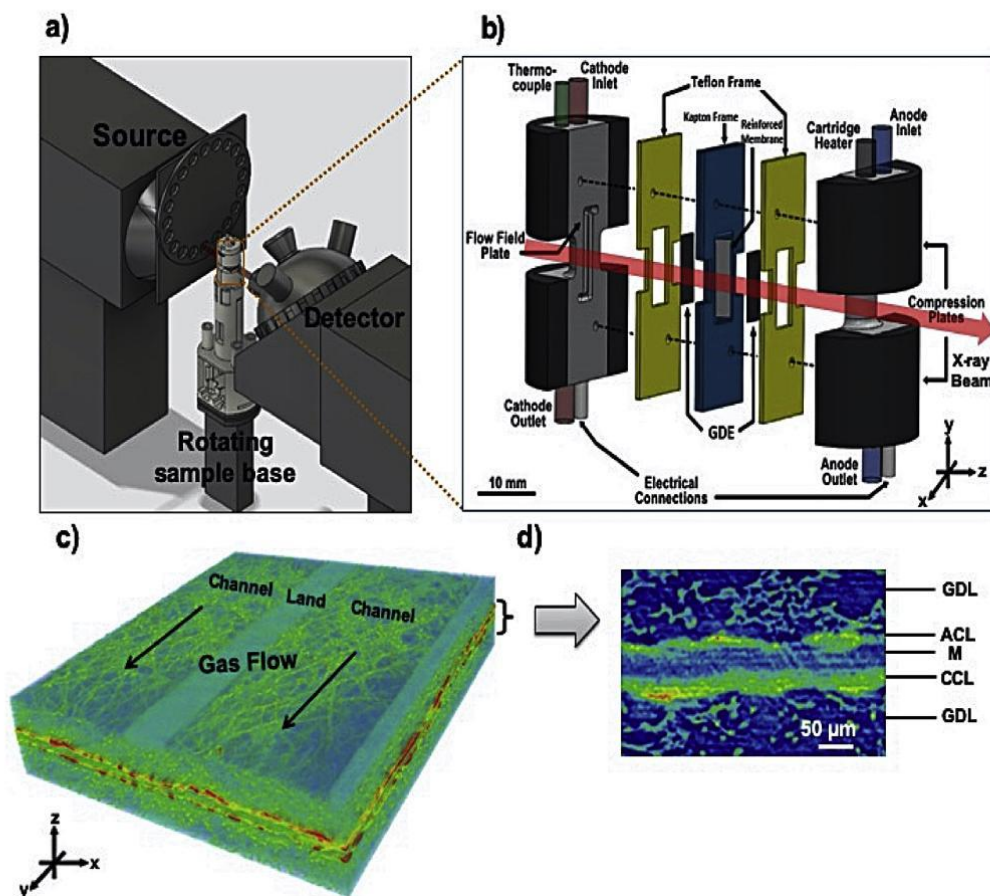 a)
Source
Detector
Rotating
sample base
b)
Thermo-
couple
Cathode
Inlet
Teflon Frame
Kapton Frame
Reinforced
Membrane
Cartridge
Heater
Anode
Inlet
Flow Field
Plate
Compression
Plates
X-ray
Beam
Cathode
Outlet
GDE
Electrical
Connections
Anode
Outlet
10 mm
y
z
x
c)
Channel
Land
Channel
Gas Flow
z
x
y
d)
GDL
ACL
M
CCL
GDL
50 µm